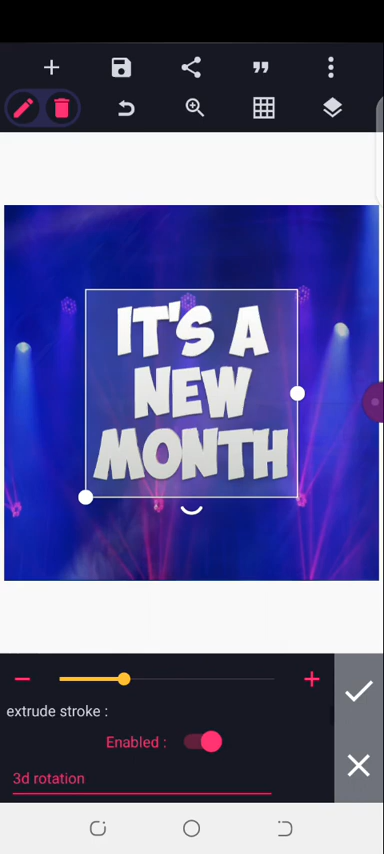 IT'S A
NEW
MONTH
extrude stroke :
Enabled :
3d rotation